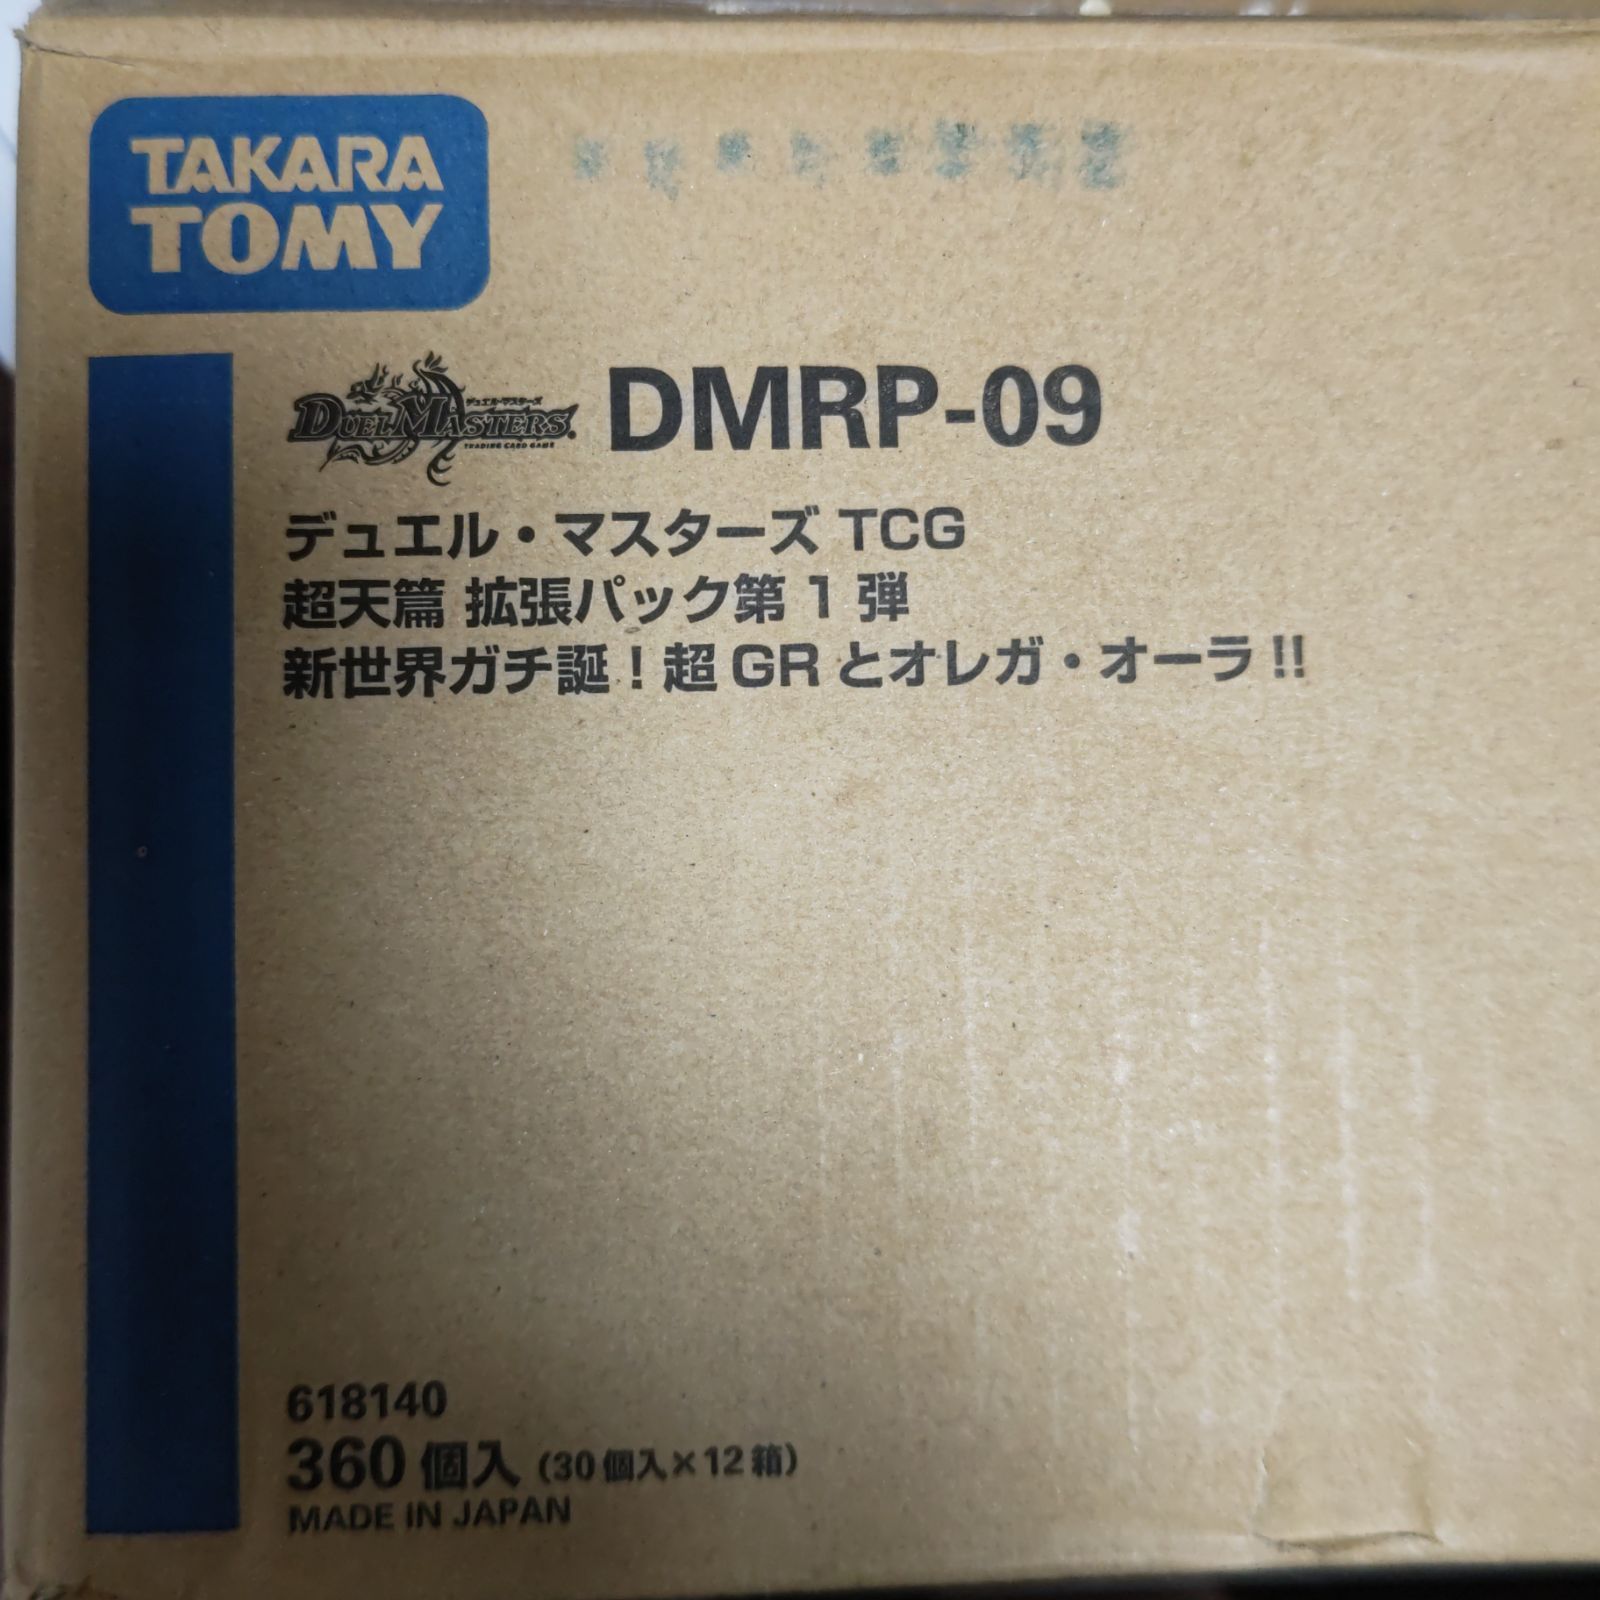 TAKARA
TOMY
デュエル・マスターズ
DUEL MASTERS
TRADING CARD GAME
DMRP-09
デュエル・マスターズ TCG
超天篇 拡張パック第1弾
新世界ガチ誕!超GRとオレガ・オーラ!!
618140
360個入(30個入×12箱)
MADE IN JAPAN